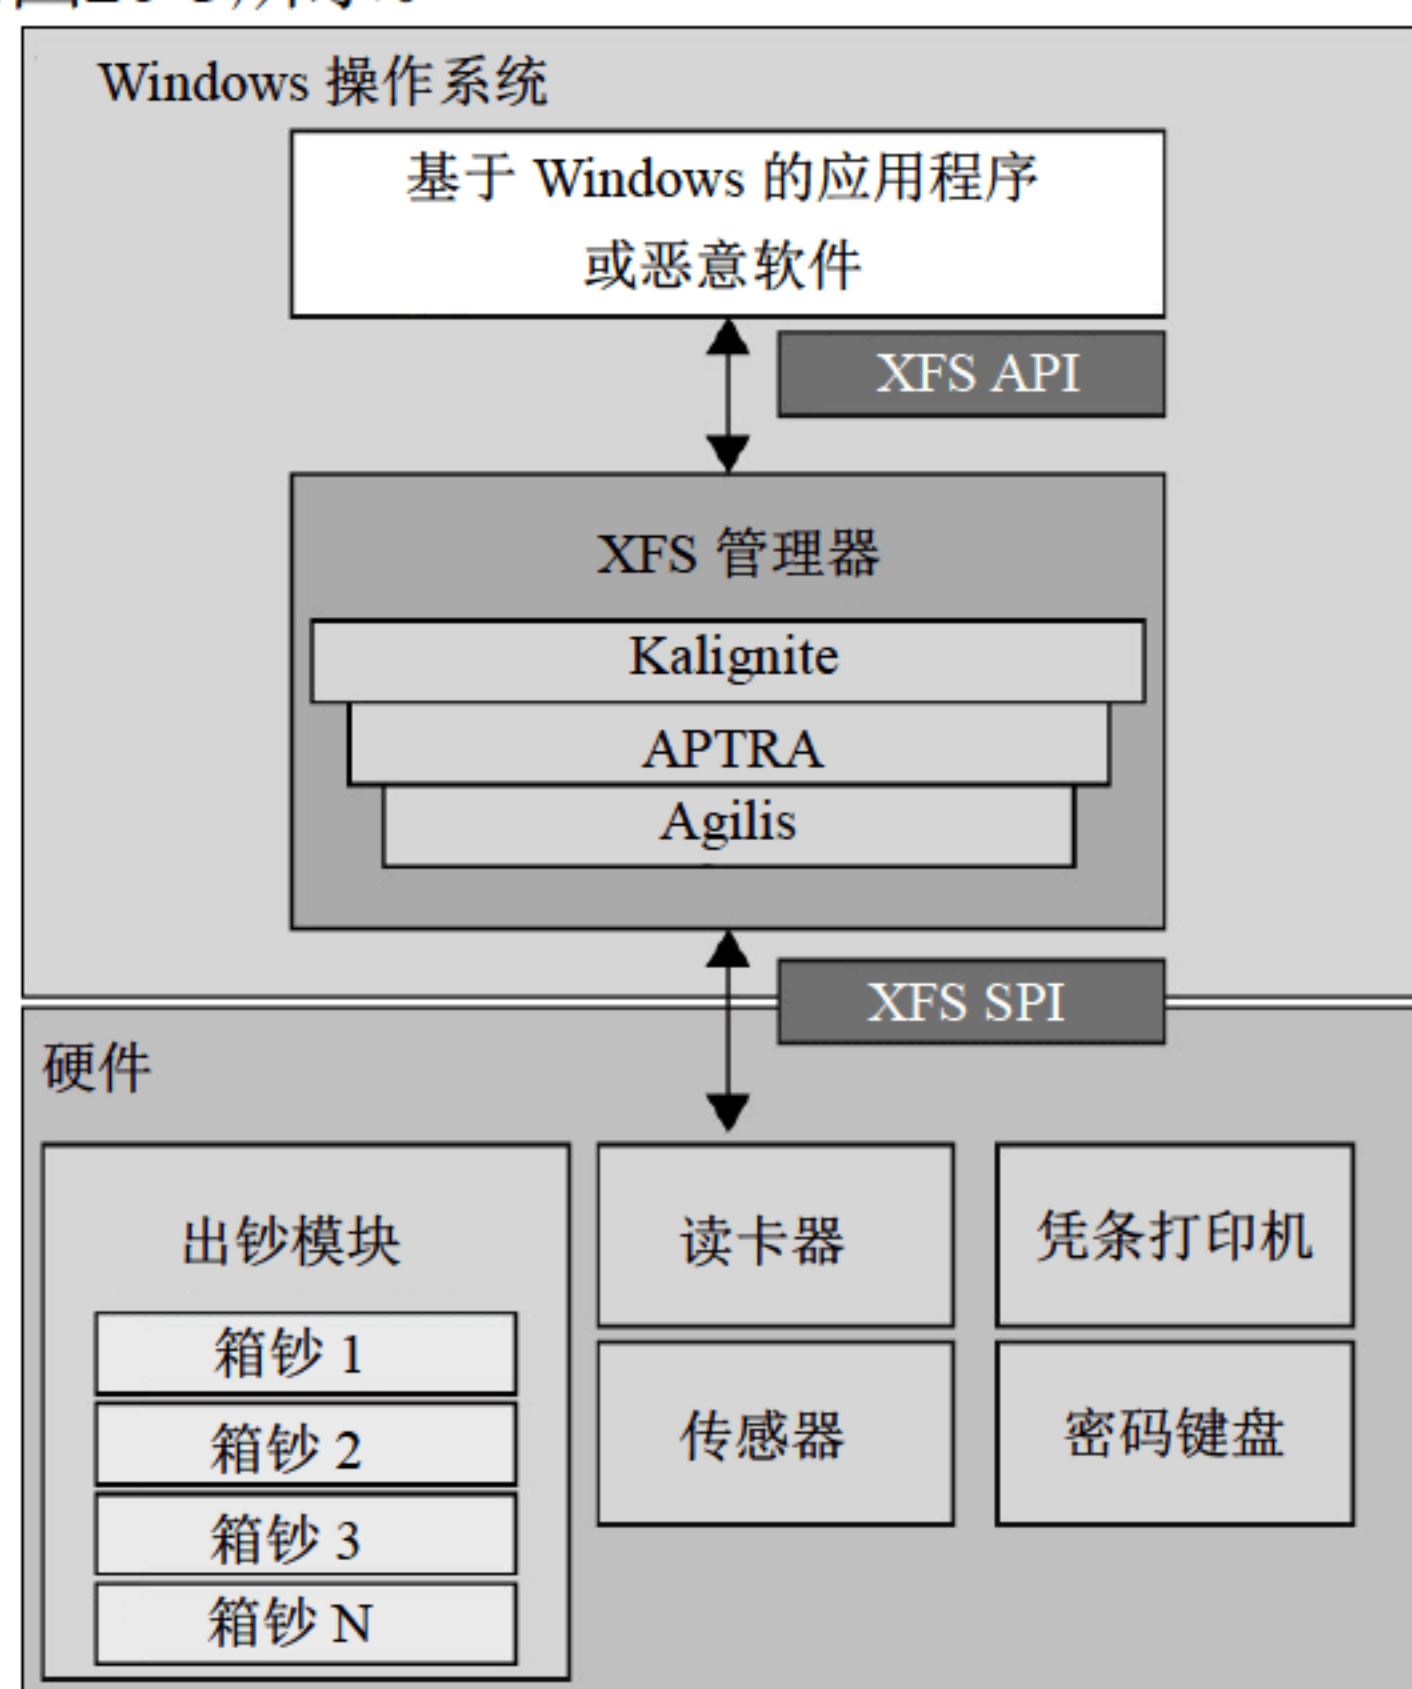 Windows 操作系统
基于 Windows 的应用程序
或恶意软件
XFS API
XFS 管理器
Kalignite
APTRA
Agilis
XFS SPI
硬件
出钞模块
箱钞 1
箱钞 2
箱钞 3
箱钞 N
读卡器
凭条打印机
传感器
密码键盘